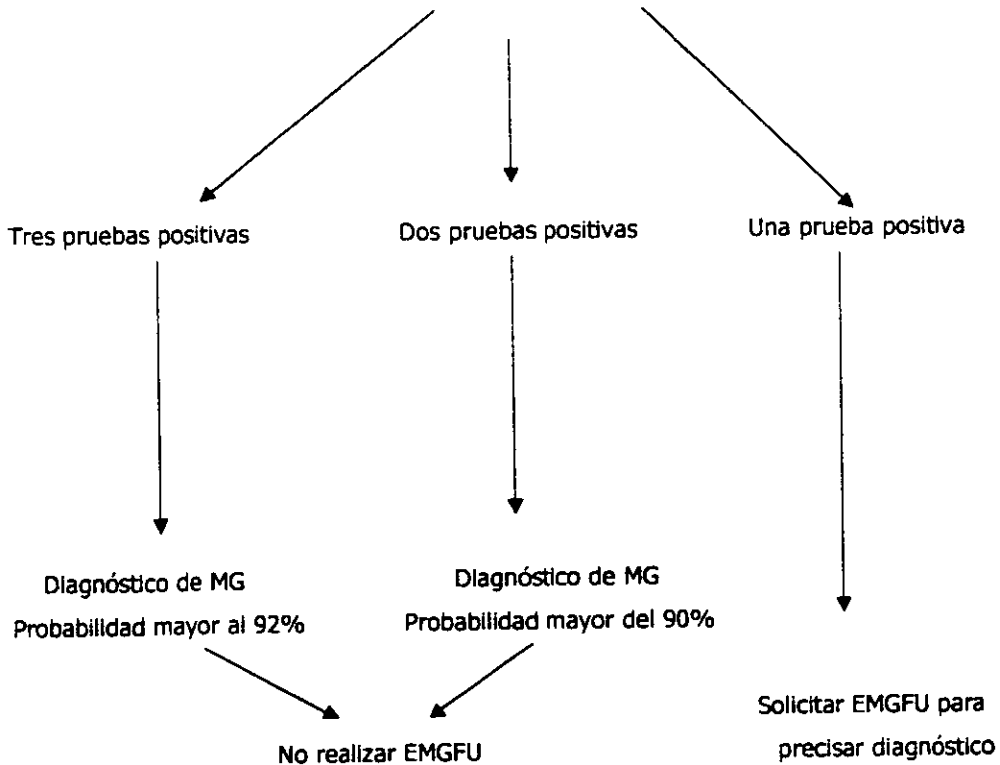 Tres pruebas positivas
Dos pruebas positivas
Una prueba positiva
Diagnóstico de MG
Probabilidad mayor al 92%
Diagnóstico de MG
Probabilidad mayor del 90%
No realizar EMGFU
Solicitar EMGFU para
precisar diagnóstico